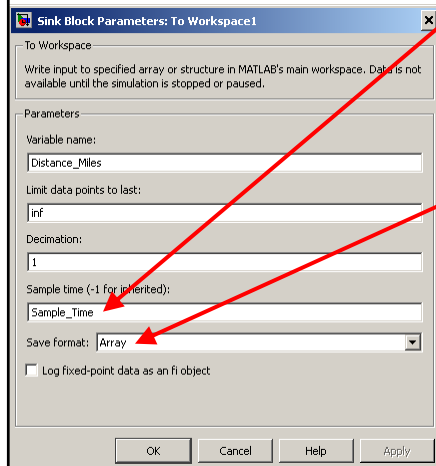 Sink Block Parameters: To Workspace1
To Workspace
Write input to specified array or structure in MATLAB's main workspace. Data is not
available until the simulation is stopped or paused.
Parameters
Variable name:
Distance_Miles
Limit data points to last:
inf
Decimation:
1
Sample time (-1 for inherited):
Sample_Time
Save format: Array
Log fixed-point data as an fi object
OK Cancel Help Apply